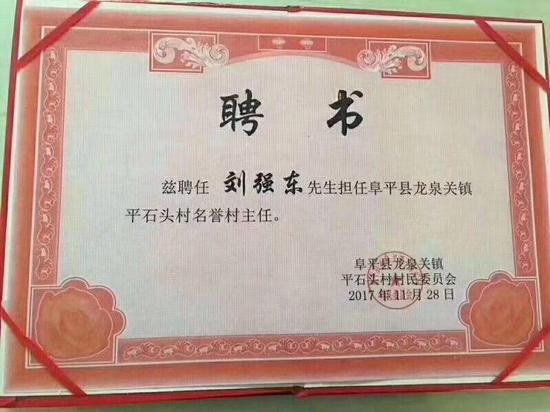 聘书
兹聘任 刘强东先生担任阜平县龙泉关镇
平石头村名誉村主任。
阜平县龙泉关镇
平石头村村民委员会
2017年11月28日